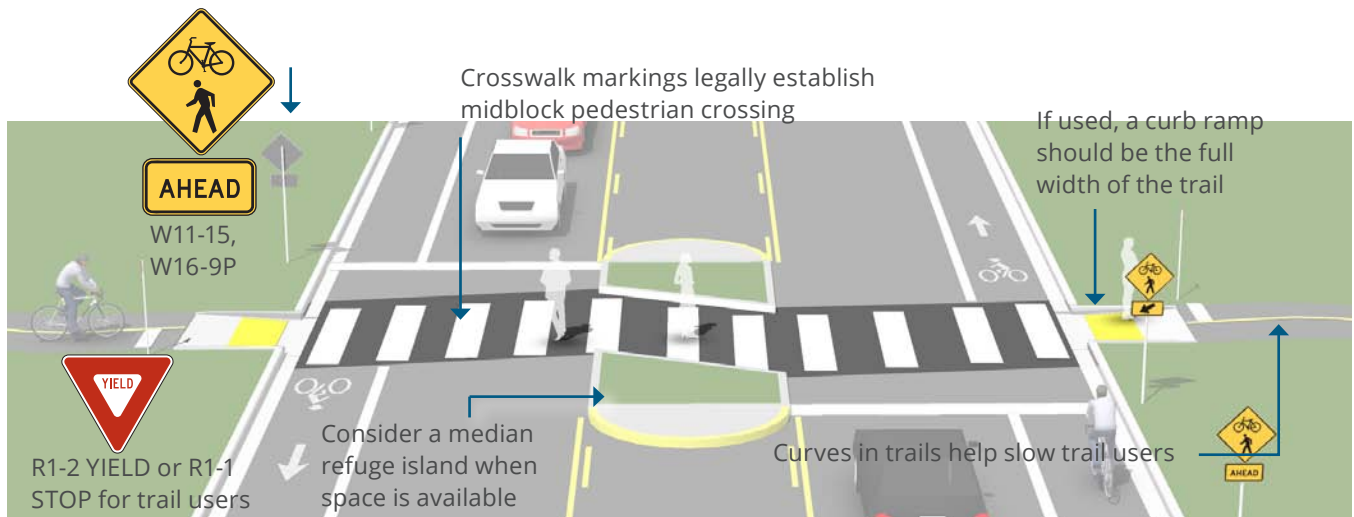 Crosswalk markings legally establish
midblock pedestrian crossing
If used, a curb ramp
should be the full
width of the trail
AHEAD
W11-15,
W16-9P
YIELD
R1-2 YIELD or R1-1
STOP for trail users
Consider a median
refuge island when
space is available
Curves in trails help slow trail users
AHEAD